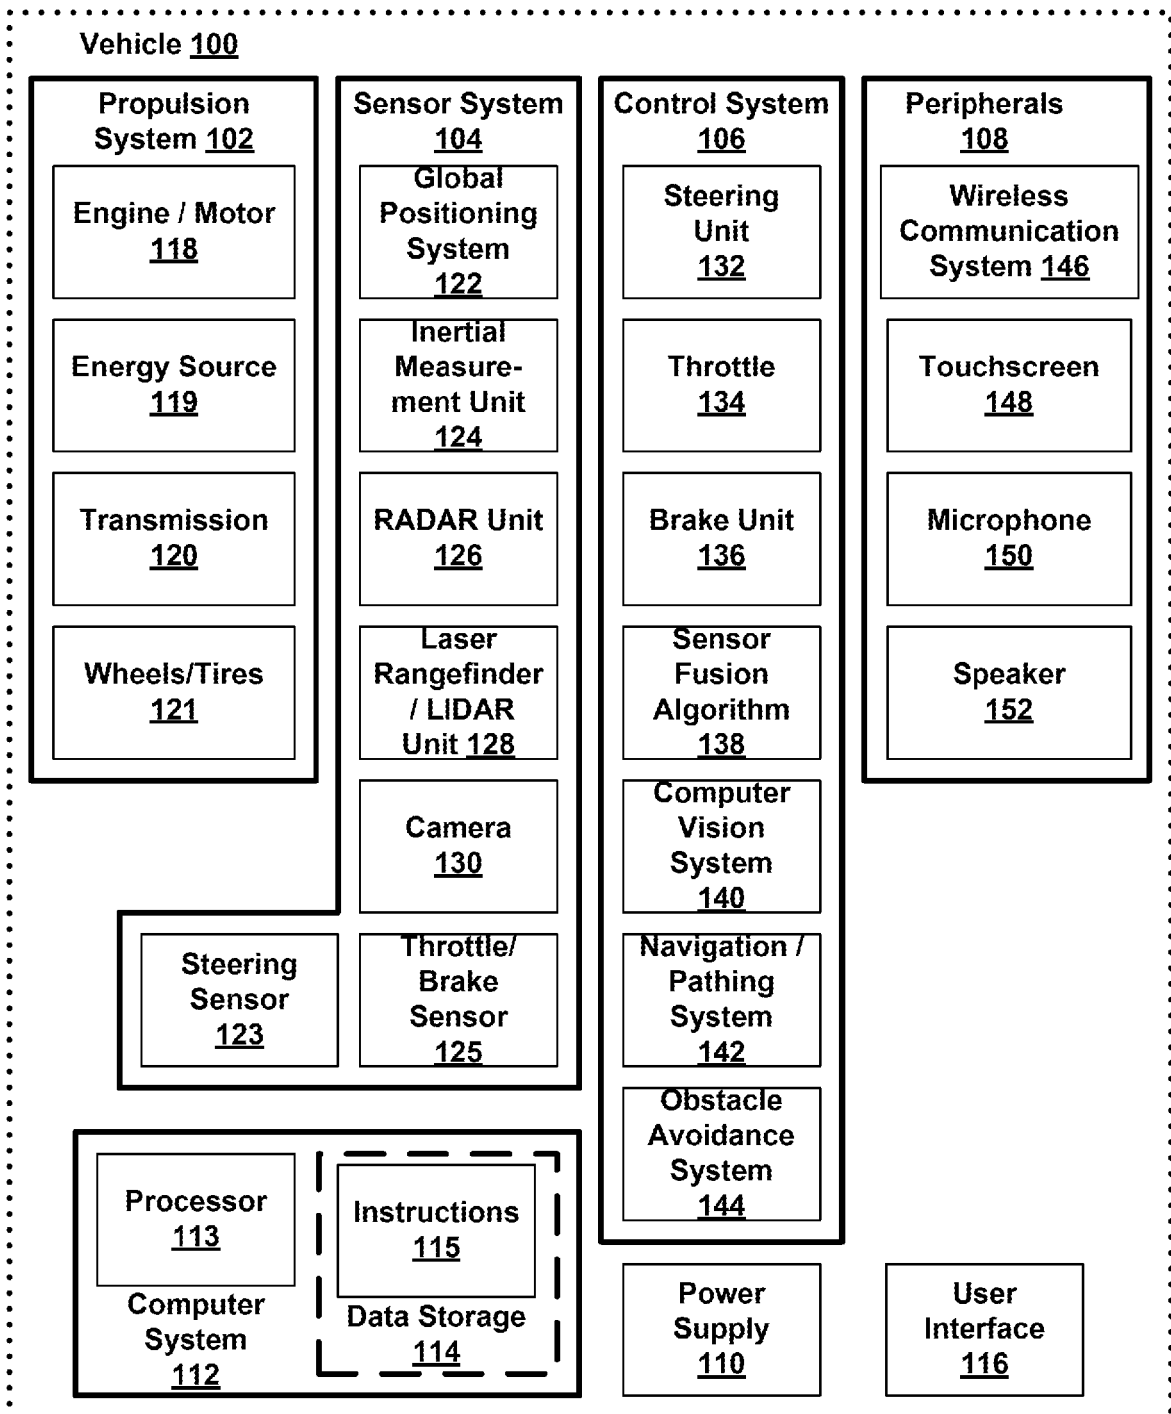 Vehicle 100
Propulsion
System 102
Engine / Motor
118
Energy Source
119
Transmission
120
Wheels/Tires
121
Sensor System
104
Global
Positioning
System
122
Inertial
Measure-
ment Unit
124
RADAR Unit
126
Laser
Rangefinder
/ LIDAR
Unit 128
Camera
130
Steering
Sensor
123
Throttle/
Brake
Sensor
125
Control System
106
Steering
Unit
132
Throttle
134
Brake Unit
136
Sensor
Fusion
Algorithm
138
Computer
Vision
System
140
Navigation /
Pathing
System
142
Obstacle
Avoidance
System
144
Peripherals
108
Wireless
Communication
System 146
Touchscreen
148
Microphone
150
Speaker
152
Processor
113
Computer
System
112
Instructions
115
Data Storage
114
Power
Supply
110
User
Interface
116